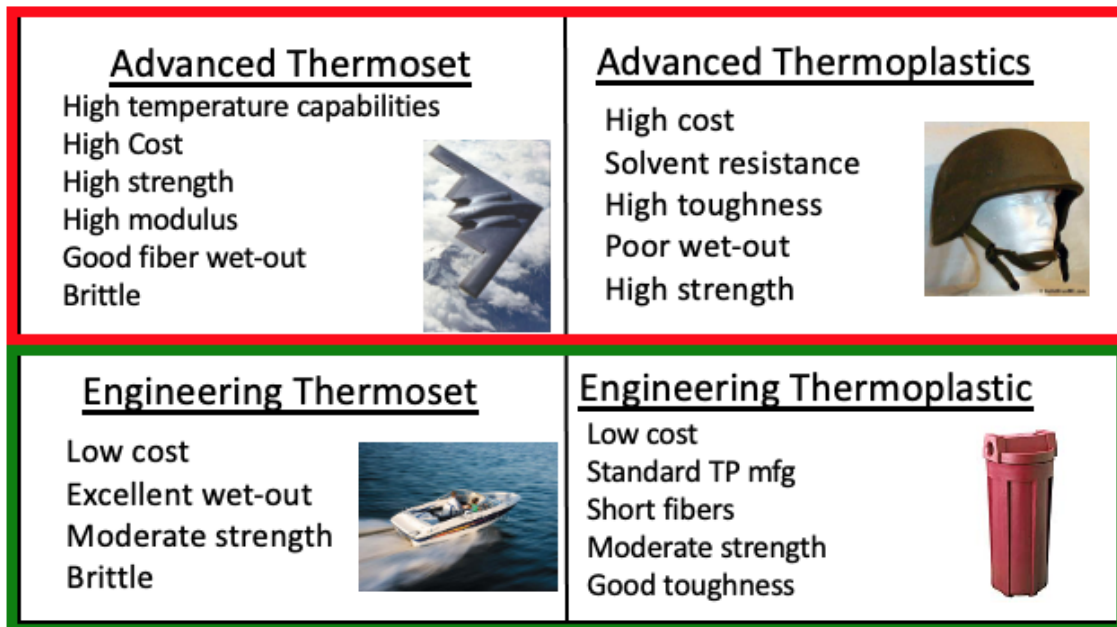 Advanced Thermoset
High temperature capabilities
High Cost
High strength
High modulus
Good fiber wet-out
Brittle
Advanced Thermoplastics
High cost
Solvent resistance
High toughness
Poor wet-out
High strength
Engineering Thermoset
Low cost
Excellent wet-out
Moderate strength
Brittle
Engineering Thermoplastic
Low cost
Standard TP mfg
Short fibers
Moderate strength
Good toughness